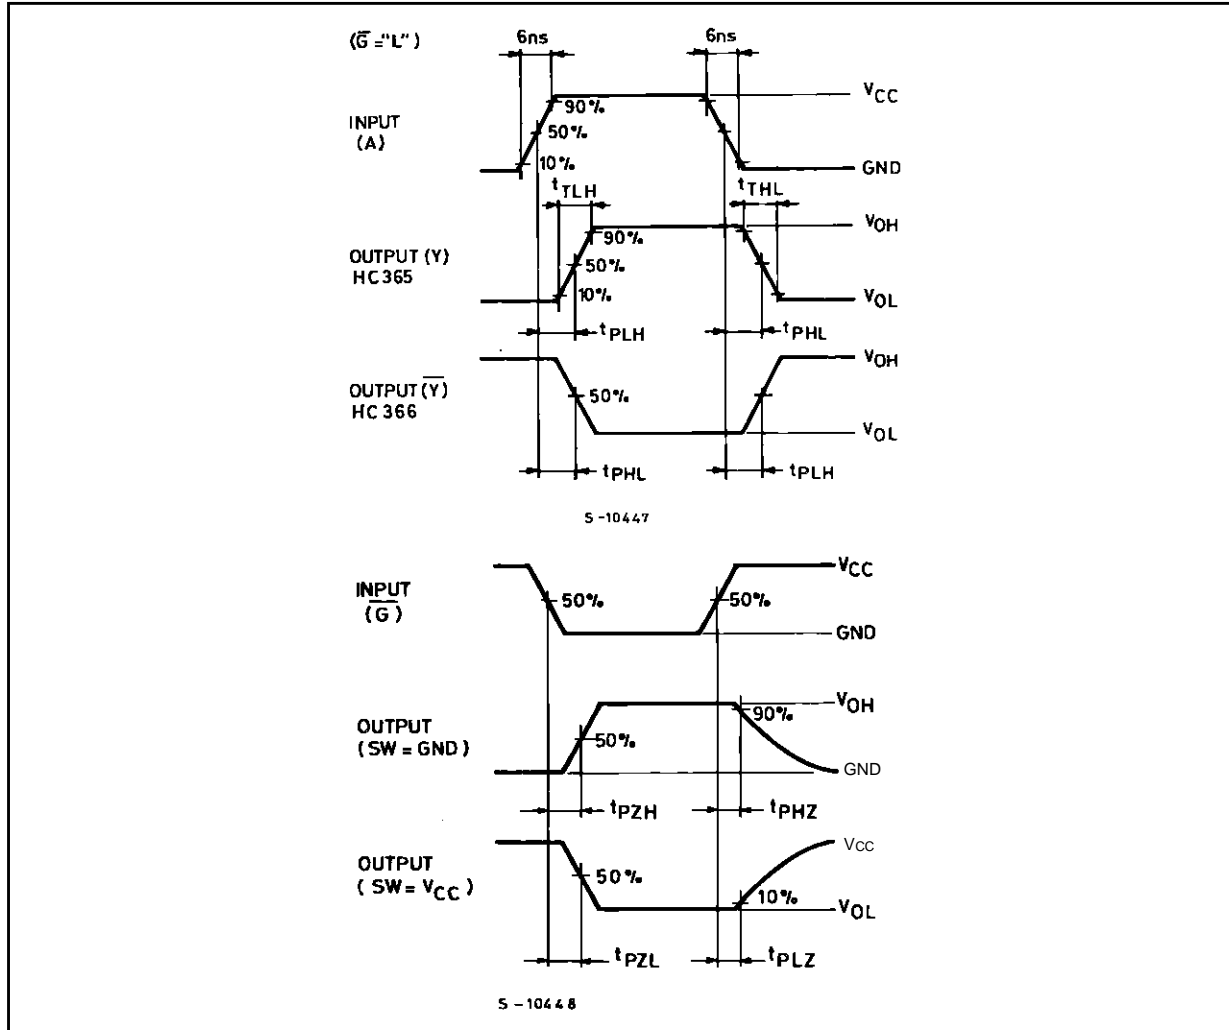 (G̅ ="L")
6ns
6ns
INPUT
(A)
90%
50%
10%
VCC
GND
tTLH
tTHL
OUTPUT (Y)
HC365
90%
50%
10%
VOH
VOL
tPLH
tPHL
OUTPUT (Y̅)
HC366
50%
VOH
VOL
tPHL
tPLH
S-10447
INPUT
(G̅)
50%
50%
VCC
GND
OUTPUT
(SW = GND)
50%
90%
VOH
GND
tPZH
tPHZ
OUTPUT
(SW = VCC)
50%
10%
VCC
VOL
tPZL
tPLZ
S-10448